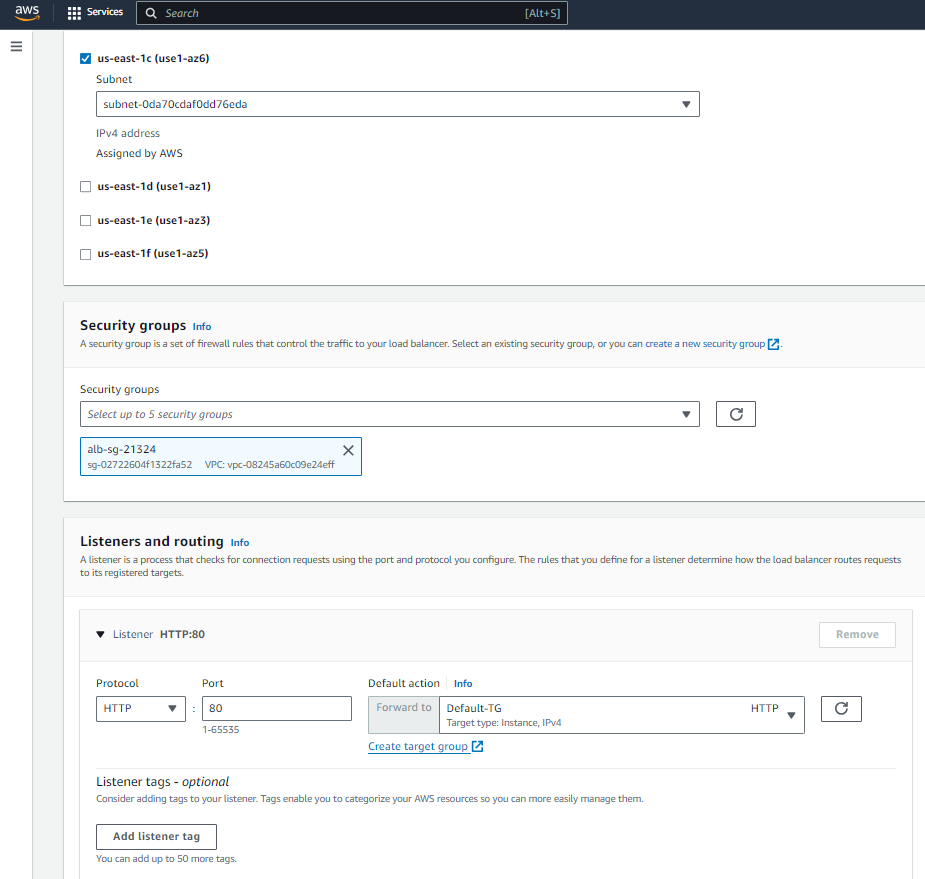 aws
Services
Search [Alt+S]
us-east-1c (use1-az6)
Subnet
subnet-0da70cdaf0dd76eda
IPv4 address
Assigned by AWS
us-east-1d (use1-az1)
us-east-1e (use1-az3)
us-east-1f (use1-az5)
Security groups Info
A security group is a set of firewall rules that control the traffic to your load balancer. Select an existing security group, or you can create a new security group.
Security groups
Select up to 5 security groups
alb-sg-21324
sg-02722604f1322fa52 VPC: vpc-08245a60c09e24eff
Listeners and routing Info
A listener is a process that checks for connection requests using the port and protocol you configure. The rules that you define for a listener determine how the load balancer routes requests
to its registered targets.
Listener HTTP:80
Remove
Protocol Port Default action Info
HTTP : 80 Forward to Default-TG HTTP
Target type: Instance, IPv4
1-65535
Create target group
Listener tags - optional
Consider adding tags to your listener. Tags enable you to categorize your AWS resources so you can more easily manage them.
Add listener tag
You can add up to 50 more tags.